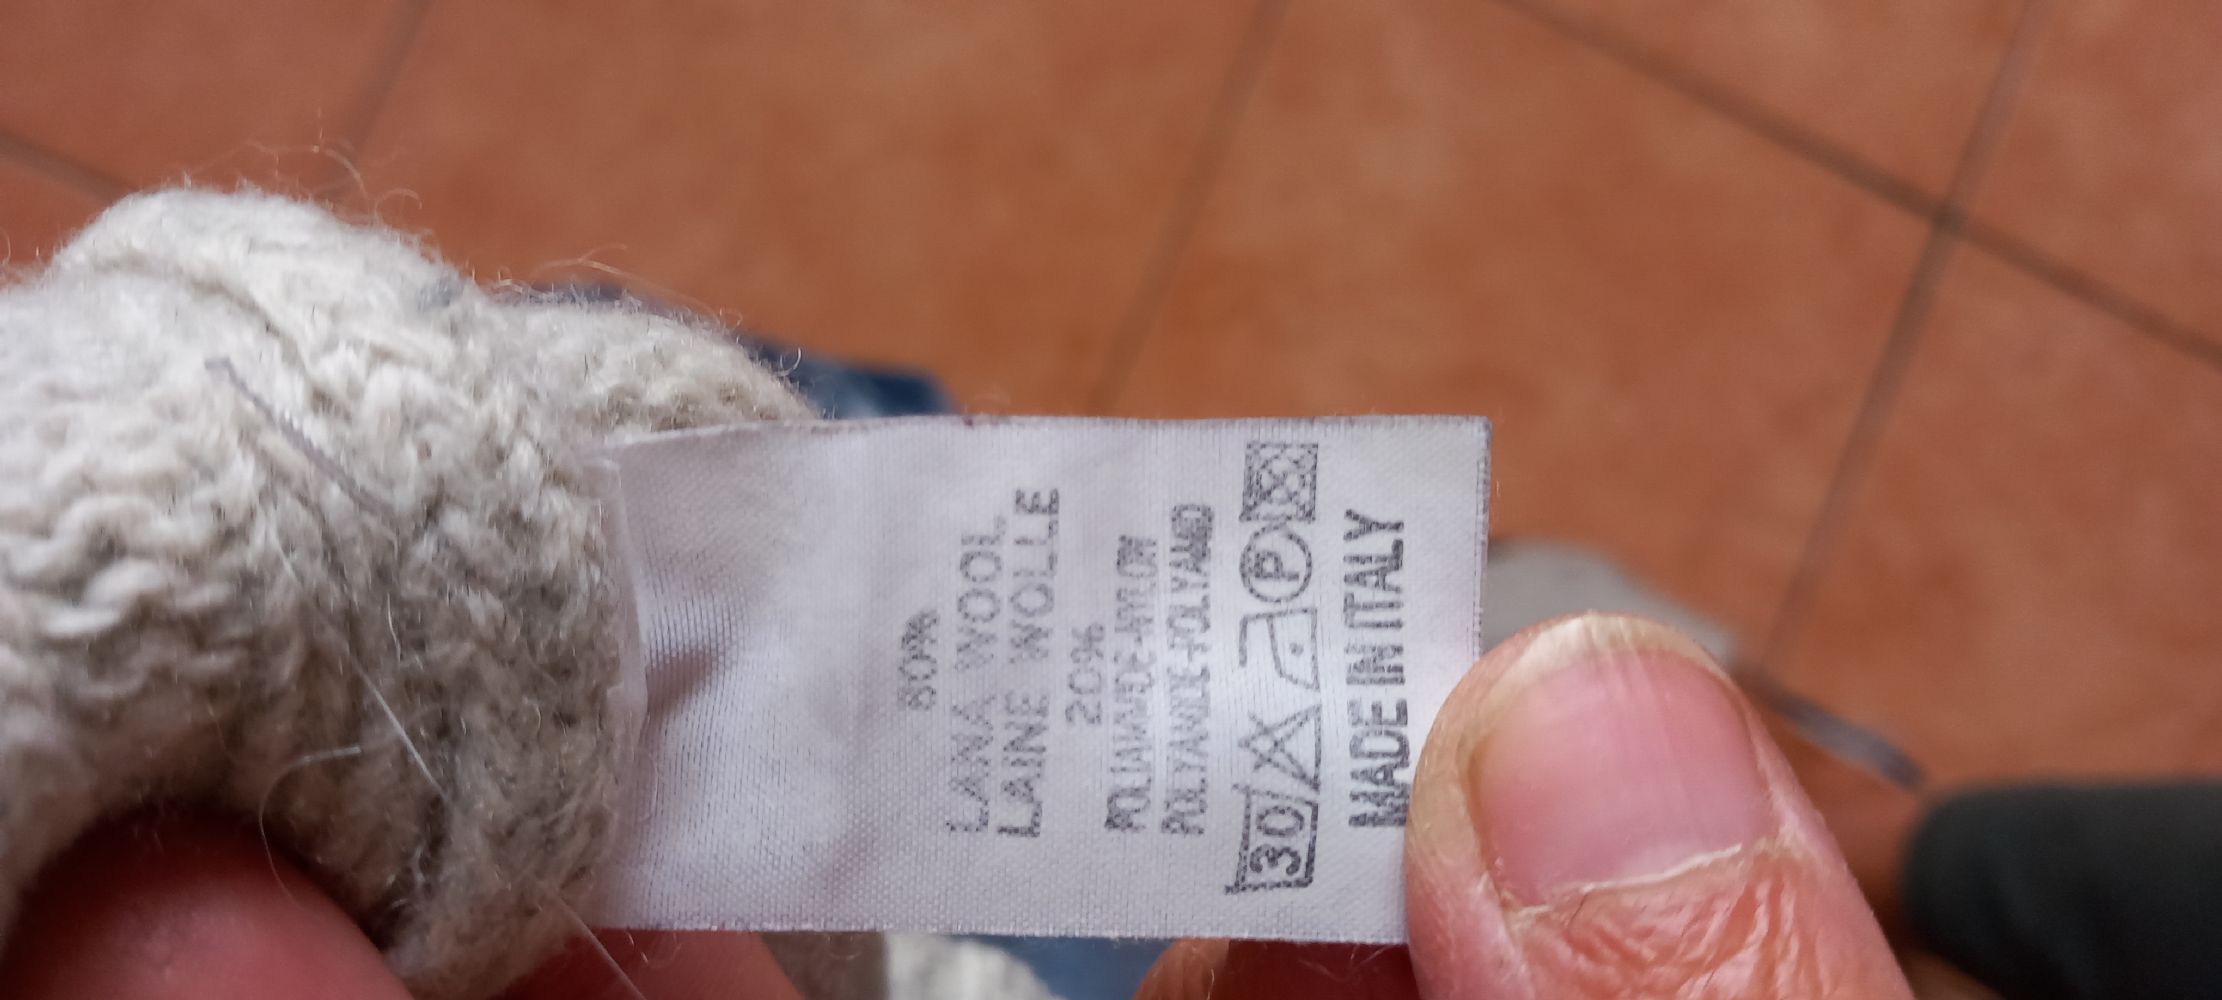 80%
LANA WOOL
LAINE WOLLE
20%
POLIAMMIDE-NYLON
POLYAMIDE-POLYAMID
30 P
MADE IN ITALY